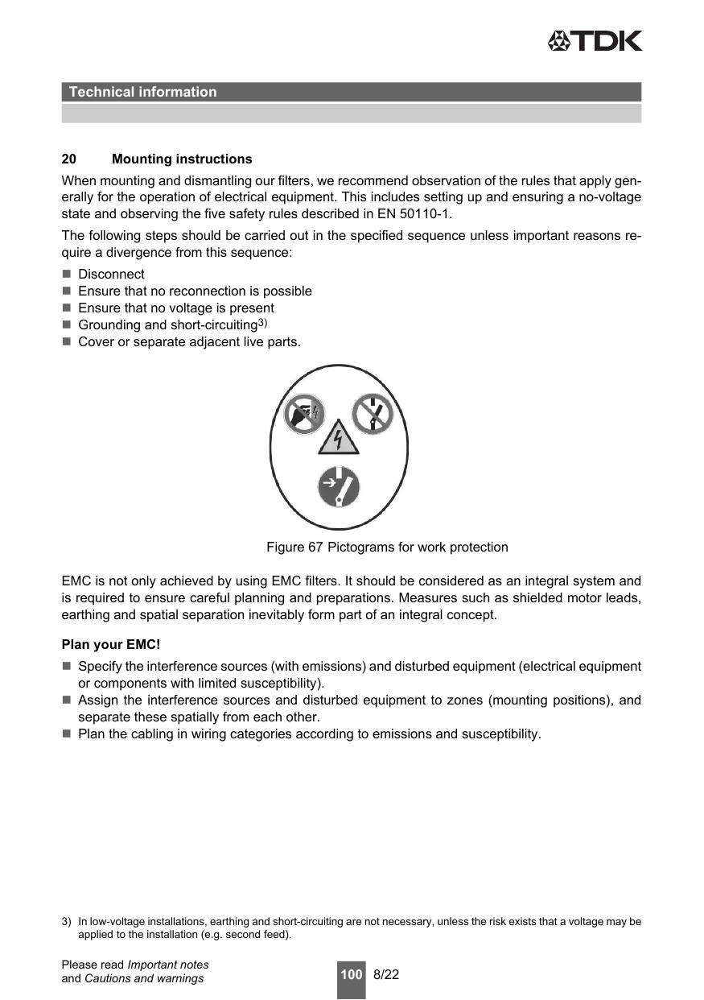 TDK
Technical information
20 Mounting instructions
When mounting and dismantling our filters, we recommend observation of the rules that apply gen-
erally for the operation of electrical equipment. This includes setting up and ensuring a no-voltage
state and observing the five safety rules described in EN 50110-1.
The following steps should be carried out in the specified sequence unless important reasons re-
quire a divergence from this sequence:
■ Disconnect
■ Ensure that no reconnection is possible
■ Ensure that no voltage is present
■ Grounding and short-circuiting3)
■ Cover or separate adjacent live parts.
Figure 67 Pictograms for work protection
EMC is not only achieved by using EMC filters. It should be considered as an integral system and
is required to ensure careful planning and preparations. Measures such as shielded motor leads,
earthing and spatial separation inevitably form part of an integral concept.
Plan your EMC!
■ Specify the interference sources (with emissions) and disturbed equipment (electrical equipment
or components with limited susceptibility).
■ Assign the interference sources and disturbed equipment to zones (mounting positions), and
separate these spatially from each other.
■ Plan the cabling in wiring categories according to emissions and susceptibility.
3) In low-voltage installations, earthing and short-circuiting are not necessary, unless the risk exists that a voltage may be
applied to the installation (e.g. second feed).
Please read Important notes
and Cautions and warnings
100 8/22